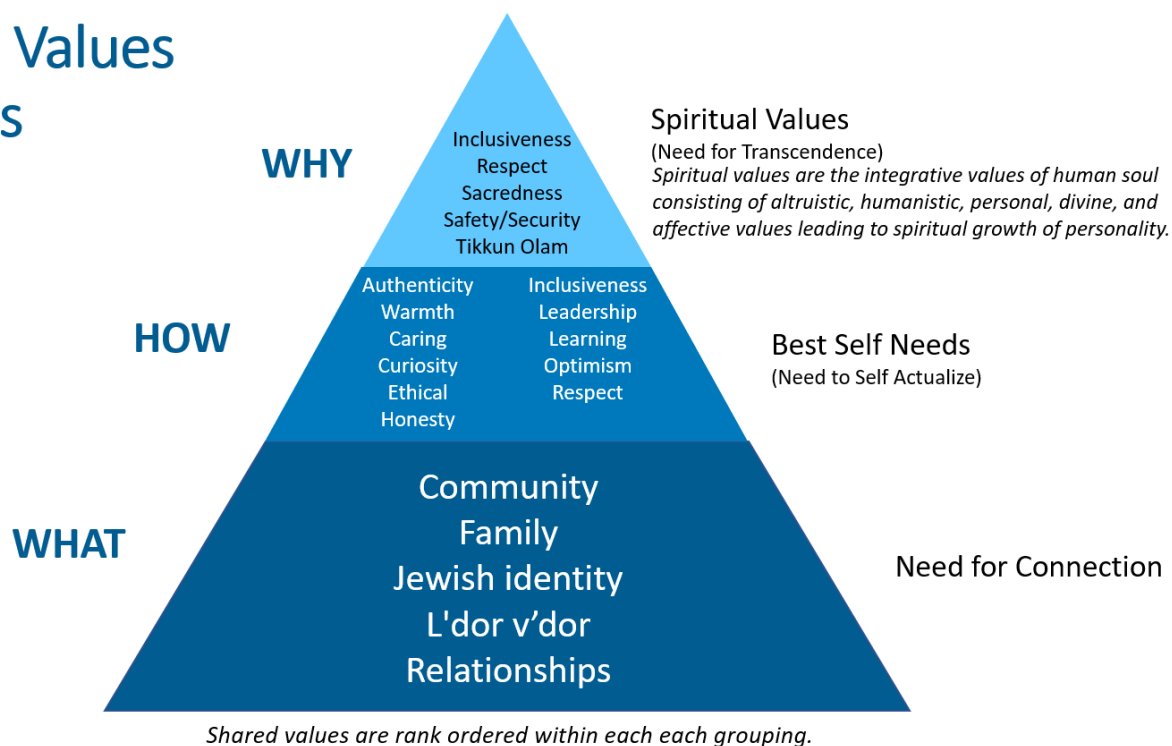 Values
s
WHY
Inclusiveness
Respect
Sacredness
Safety/Security
Tikkun Olam
Spiritual Values
(Need for Transcendence)
Spiritual values are the integrative values of human soul
consisting of altruistic, humanistic, personal, divine, and
affective values leading to spiritual growth of personality.
HOW
Authenticity
Warmth
Caring
Curiosity
Ethical
Honesty
Inclusiveness
Leadership
Learning
Optimism
Respect
Best Self Needs
(Need to Self Actualize)
WHAT
Community
Family
Jewish identity
L'dor v’dor
Relationships
Need for Connection
Shared values are rank ordered within each each grouping.